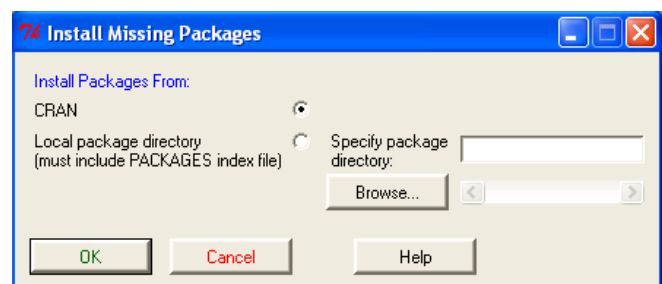 Install Missing Packages
Install Packages From:
CRAN
Local package directory
(must include PACKAGES index file)
Specify package
directory:
Browse...
OK
Cancel
Help